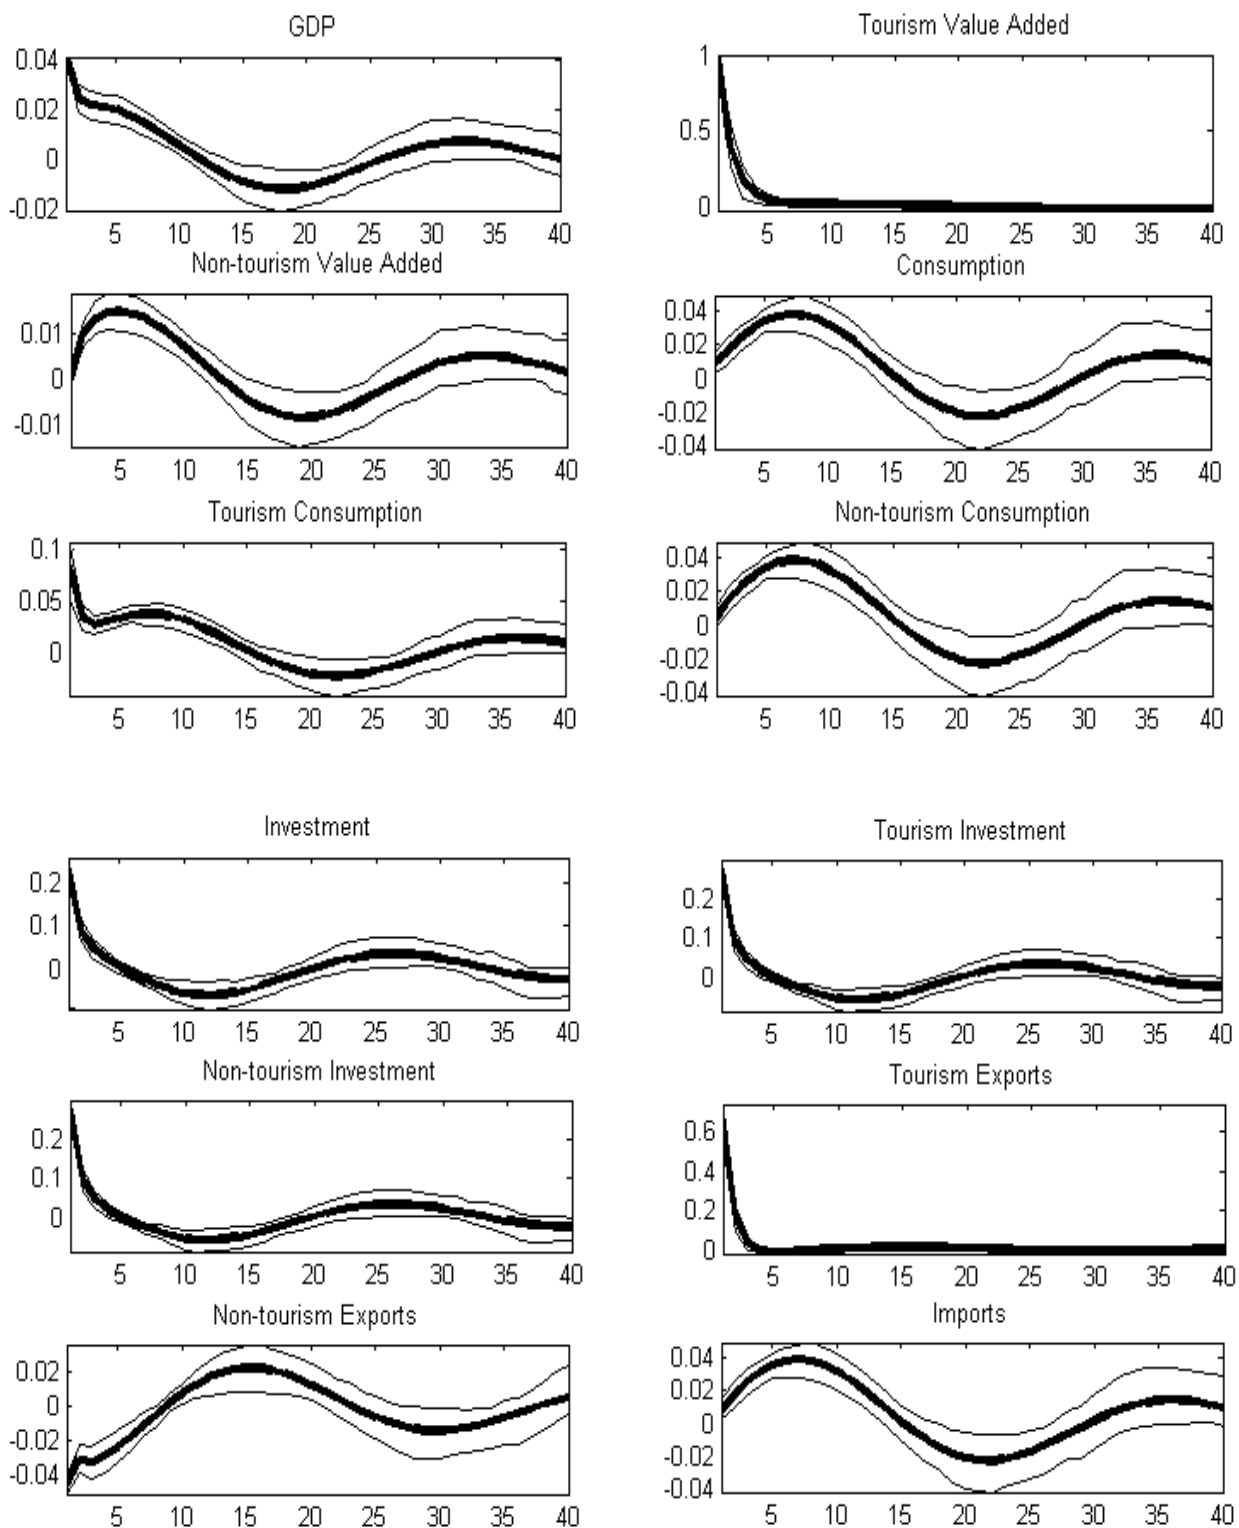 GDP
0.04
0.02
0
-0.02
5 10 15 20 25 30 35 40
Tourism Value Added
1
0.5
0
5 10 15 20 25 30 35 40
Non-tourism Value Added
0.01
0
-0.01
5 10 15 20 25 30 35 40
Consumption
0.04
0.02
0
-0.02
-0.04
5 10 15 20 25 30 35 40
Tourism Consumption
0.1
0.05
0
5 10 15 20 25 30 35 40
Non-tourism Consumption
0.04
0.02
0
-0.02
-0.04
5 10 15 20 25 30 35 40
Investment
0.2
0.1
0
5 10 15 20 25 30 35 40
Tourism Investment
0.2
0.1
0
5 10 15 20 25 30 35 40
Non-tourism Investment
0.2
0.1
0
5 10 15 20 25 30 35 40
Tourism Exports
0.6
0.4
0.2
0
5 10 15 20 25 30 35 40
Non-tourism Exports
0.02
0
-0.02
-0.04
5 10 15 20 25 30 35 40
Imports
0.04
0.02
0
-0.02
-0.04
5 10 15 20 25 30 35 40